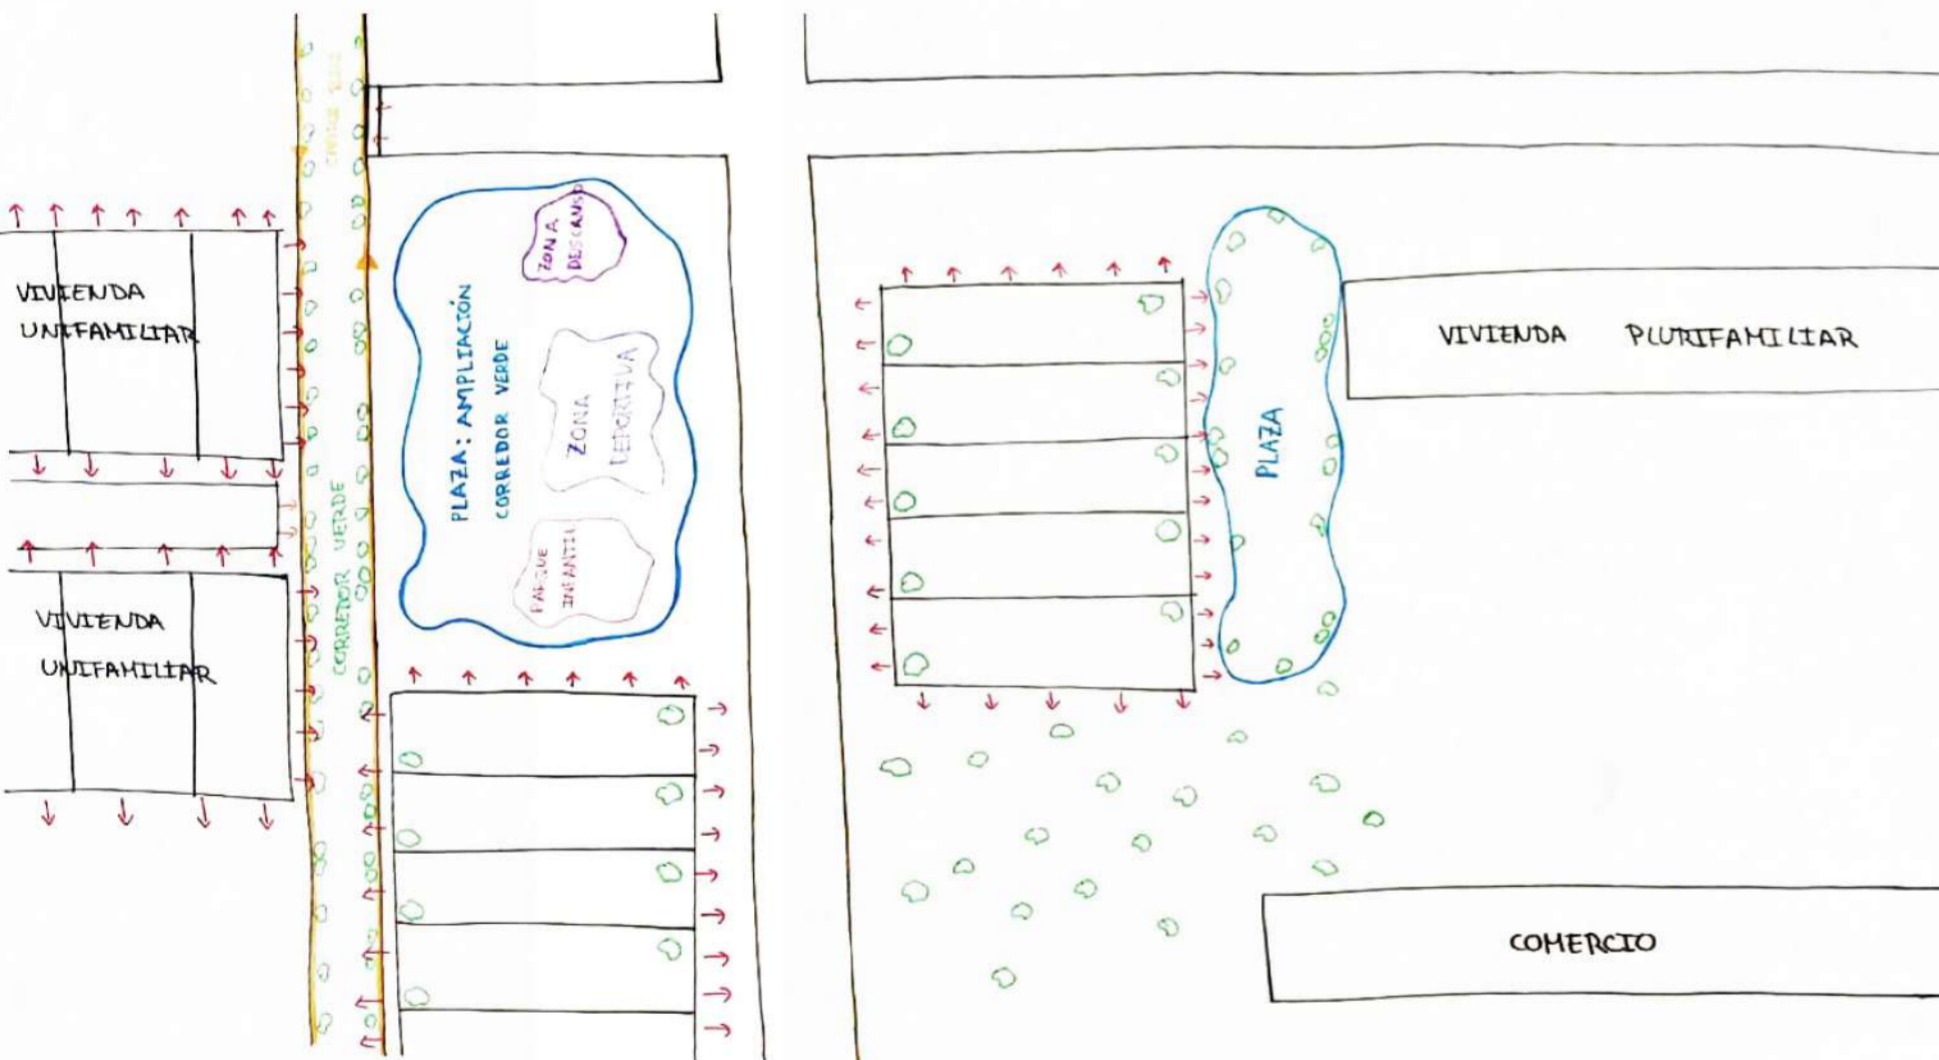 VIVIENDA
UNIFAMILIAR
VIVIENDA
UNIFAMILIAR
CORREDOR VERDE
PLAZA: AMPLIACIÓN
CORREDOR VERDE
ZONA
DESCANSO
ZONA
DEPORTIVA
PARQUE
INFANTIL
PLAZA
VIVIENDA PLURIFAMILIAR
COMERCIO